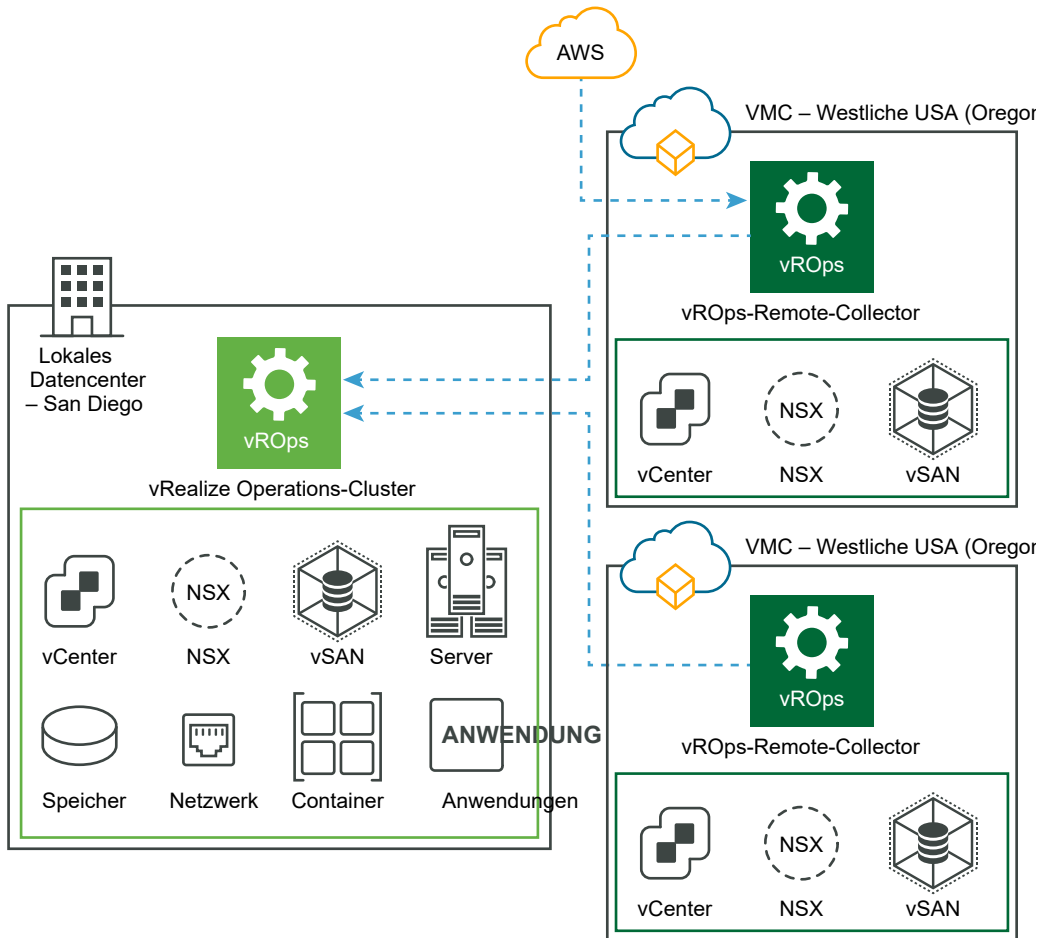 AWS
VMC – Westliche USA (Oregon
vROps
vROps-Remote-Collector
vCenter
NSX
NSX
vSAN
Lokales
Datencenter
– San Diego
vROps
vRealize Operations-Cluster
vCenter
NSX
NSX
vSAN
Server
Speicher
Netzwerk
Container
ANWENDUNG
Anwendungen
VMC – Westliche USA (Oregon
vROps
vROps-Remote-Collector
vCenter
NSX
NSX
vSAN